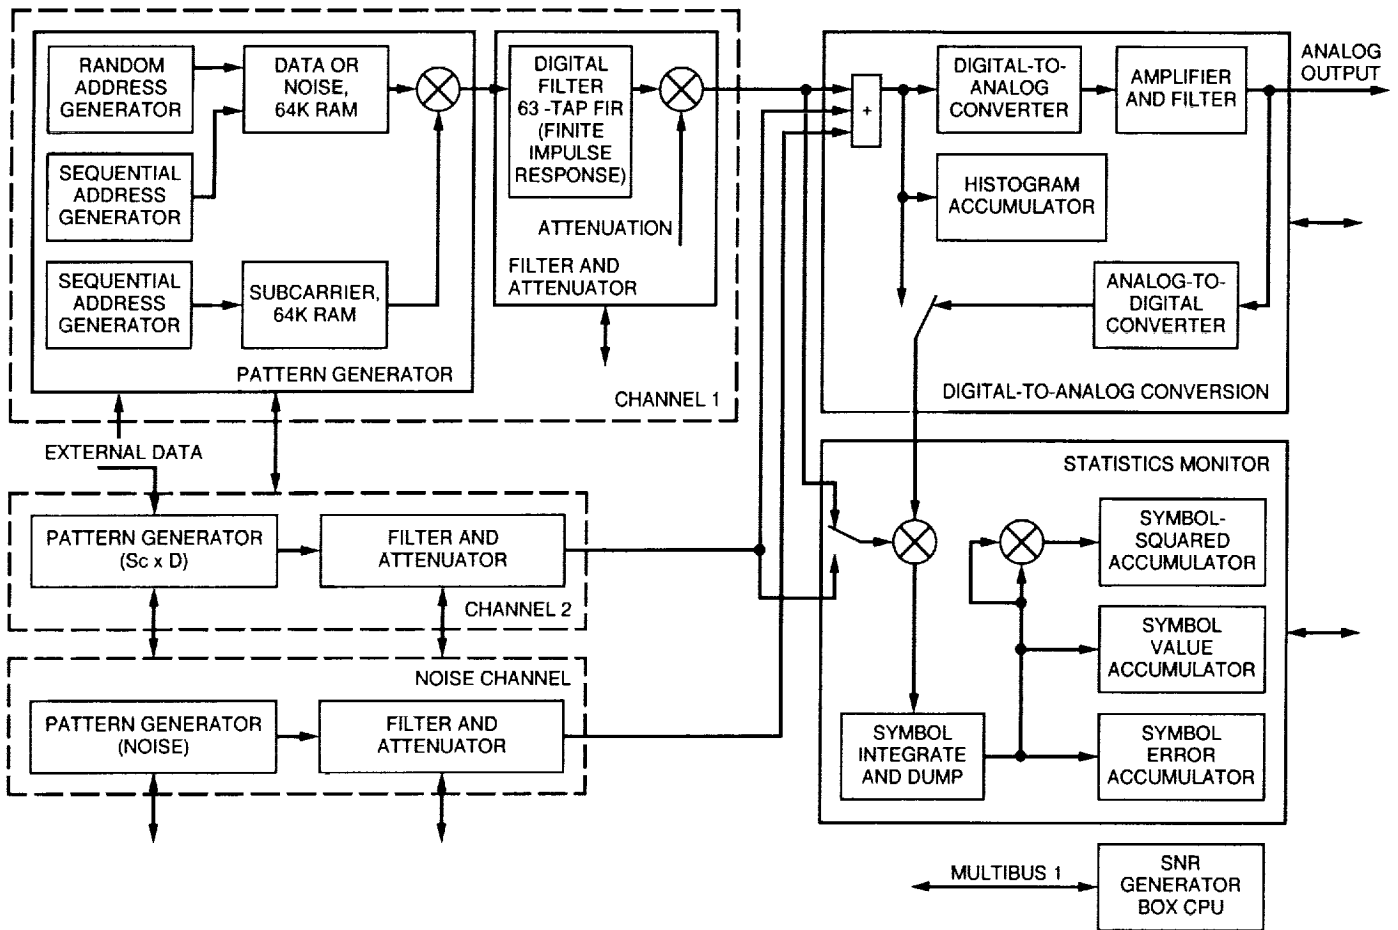 RANDOM
ADDRESS
GENERATOR
DATA OR
NOISE,
64K RAM
SEQUENTIAL
ADDRESS
GENERATOR
SEQUENTIAL
ADDRESS
GENERATOR
SUBCARRIER,
64K RAM
PATTERN GENERATOR
DIGITAL
FILTER
63 -TAP FIR
(FINITE
IMPULSE
RESPONSE)
ATTENUATION
FILTER AND
ATTENUATOR
CHANNEL 1
EXTERNAL DATA
PATTERN GENERATOR
(Sc x D)
FILTER AND
ATTENUATOR
CHANNEL 2
NOISE CHANNEL
PATTERN GENERATOR
(NOISE)
FILTER AND
ATTENUATOR
+
DIGITAL-TO-
ANALOG
CONVERTER
AMPLIFIER
AND FILTER
ANALOG
OUTPUT
HISTOGRAM
ACCUMULATOR
ANALOG-TO-
DIGITAL
CONVERTER
DIGITAL-TO-ANALOG CONVERSION
STATISTICS MONITOR
SYMBOL-
SQUARED
ACCUMULATOR
SYMBOL
VALUE
ACCUMULATOR
SYMBOL
INTEGRATE
AND DUMP
SYMBOL
ERROR
ACCUMULATOR
MULTIBUS 1
SNR
GENERATOR
BOX CPU